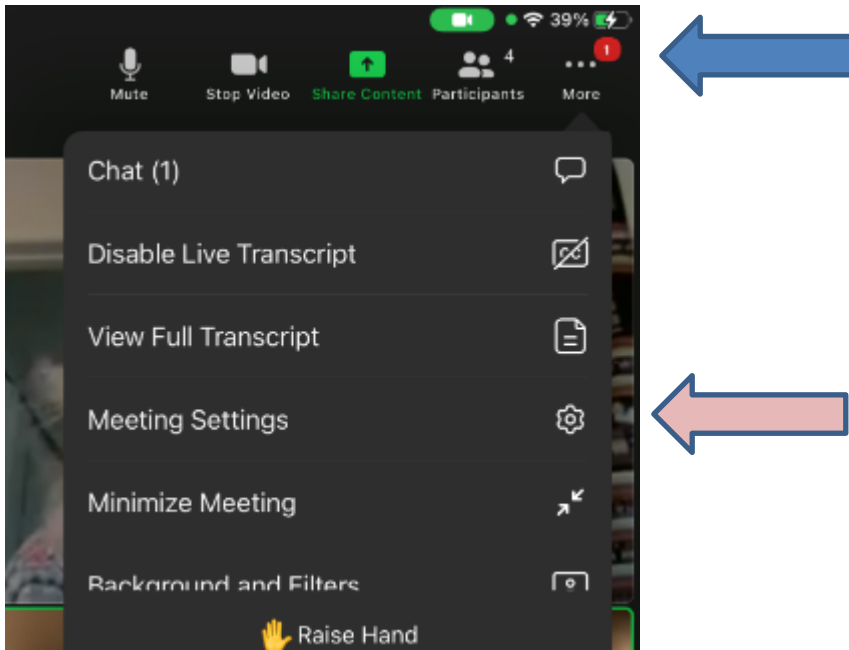 39%
4 1
Mute Stop Video Share Content Participants More
Chat (1)
Disable Live Transcript
CC
View Full Transcript
Meeting Settings
Minimize Meeting
Background and Filters
Raise Hand